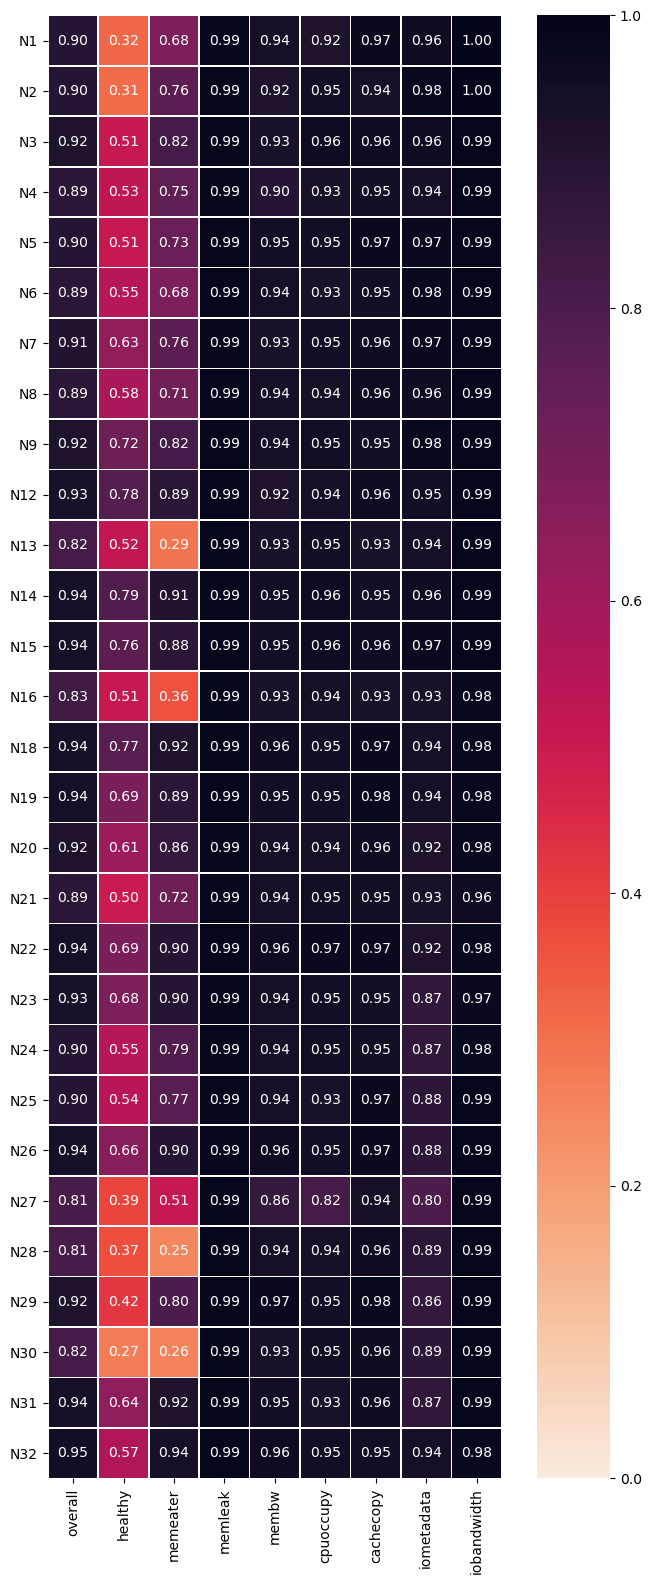 N1 0.90 0.32 0.68 0.99 0.94 0.92 0.97 0.96 1.00
N2 0.90 0.31 0.76 0.99 0.92 0.95 0.94 0.98 1.00
N3 0.92 0.51 0.82 0.99 0.93 0.96 0.96 0.96 0.99
N4 0.89 0.53 0.75 0.99 0.90 0.93 0.95 0.94 0.99
N5 0.90 0.51 0.73 0.99 0.95 0.95 0.97 0.97 0.99
N6 0.89 0.55 0.68 0.99 0.94 0.93 0.95 0.98 0.99
N7 0.91 0.63 0.76 0.99 0.93 0.95 0.96 0.97 0.99
N8 0.89 0.58 0.71 0.99 0.94 0.94 0.96 0.96 0.99
N9 0.92 0.72 0.82 0.99 0.94 0.95 0.95 0.98 0.99
N12 0.93 0.78 0.89 0.99 0.92 0.94 0.96 0.95 0.99
N13 0.82 0.52 0.29 0.99 0.93 0.95 0.93 0.94 0.99
N14 0.94 0.79 0.91 0.99 0.95 0.96 0.95 0.96 0.99
N15 0.94 0.76 0.88 0.99 0.95 0.96 0.96 0.97 0.99
N16 0.83 0.51 0.36 0.99 0.93 0.94 0.93 0.93 0.98
N18 0.94 0.77 0.92 0.99 0.96 0.95 0.97 0.94 0.98
N19 0.94 0.69 0.89 0.99 0.95 0.95 0.98 0.94 0.98
N20 0.92 0.61 0.86 0.99 0.94 0.94 0.96 0.92 0.98
N21 0.89 0.50 0.72 0.99 0.94 0.95 0.95 0.93 0.96
N22 0.94 0.69 0.90 0.99 0.96 0.97 0.97 0.92 0.98
N23 0.93 0.68 0.90 0.99 0.94 0.95 0.95 0.87 0.97
N24 0.90 0.55 0.79 0.99 0.94 0.95 0.95 0.87 0.98
N25 0.90 0.54 0.77 0.99 0.94 0.93 0.97 0.88 0.99
N26 0.94 0.66 0.90 0.99 0.96 0.95 0.97 0.88 0.99
N27 0.81 0.39 0.51 0.99 0.86 0.82 0.94 0.80 0.99
N28 0.81 0.37 0.25 0.99 0.94 0.94 0.96 0.89 0.99
N29 0.92 0.42 0.80 0.99 0.97 0.95 0.98 0.86 0.99
N30 0.82 0.27 0.26 0.99 0.93 0.95 0.96 0.89 0.99
N31 0.94 0.64 0.92 0.99 0.95 0.93 0.96 0.87 0.99
N32 0.95 0.57 0.94 0.99 0.96 0.95 0.95 0.94 0.98
overall healthy memeater memleak membw cpuoccupy cachecopy iometadata iobandwidth
1.0
0.8
0.6
0.4
0.2
0.0